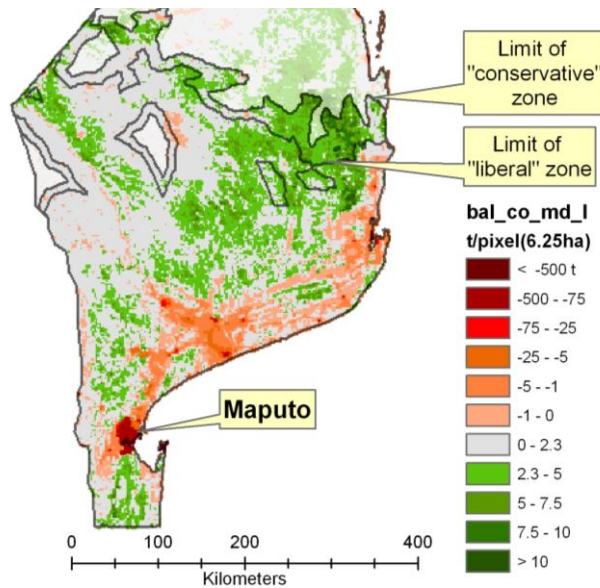 Limit of
"conservative"
zone
Limit of
"liberal" zone
bal_co_md_l
t/pixel(6.25ha)
< -500 t
-500 - -75
-75 - -25
-25 - -5
-5 - -1
-1 - 0
0 - 2.3
2.3 - 5
5 - 7.5
7.5 - 10
> 10
Maputo
0 100 200 400
Kilometers